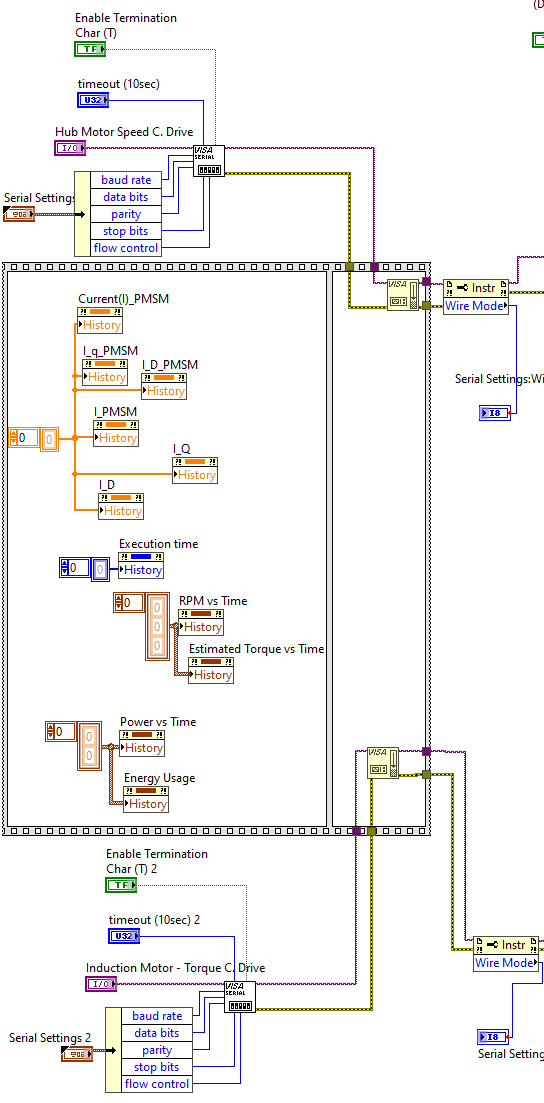 (D
Enable Termination
Char (T)
TF
timeout (10sec)
U32
Hub Motor Speed C. Drive
I/O
VISA
SERIAL
Serial Settings
baud rate
data bits
parity
stop bits
flow control
VISA
Instr
Wire Mode
Serial Settings:Wi
I8
Current(I)_PMSM
?! ?!
History
I_q_PMSM
?! ?!
History
I_D_PMSM
?! ?!
History
I_PMSM
?! ?!
History
0 0
I_Q
?! ?!
History
I_D
?! ?!
History
Execution time
?! ?!
0 0
History
0 0
0
0
RPM vs Time
?! ?!
History
Estimated Torque vs Time
?! ?!
History
0 0
0
Power vs Time
?! ?!
History
Energy Usage
?! ?!
History
VISA
Enable Termination
Char (T) 2
TF
timeout (10sec) 2
U32
Induction Motor - Torque C. Drive
I/O
VISA
SERIAL
Serial Settings 2
baud rate
data bits
parity
stop bits
flow control
Instr
Wire Mode
I8
Serial Setting